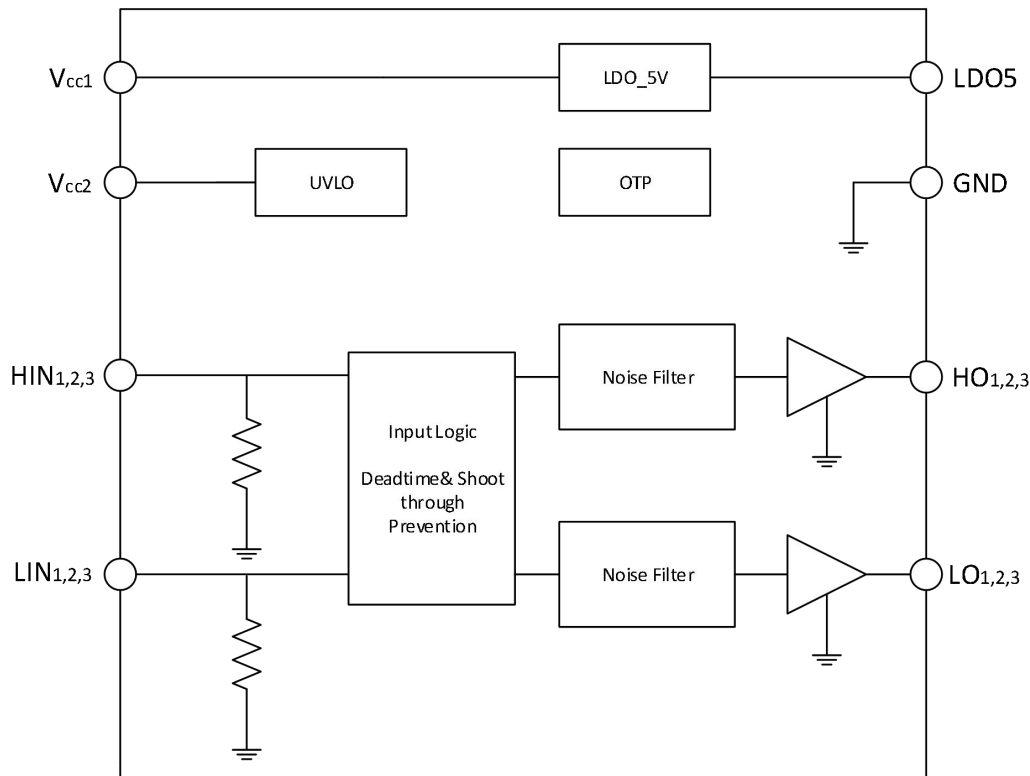 Vcc1
LDO_5V
LDO5
Vcc2
UVLO
OTP
GND
HIN1,2,3
Noise Filter
HO1,2,3
Input Logic
Deadtime& Shoot
through
Prevention
LIN1,2,3
Noise Filter
LO1,2,3